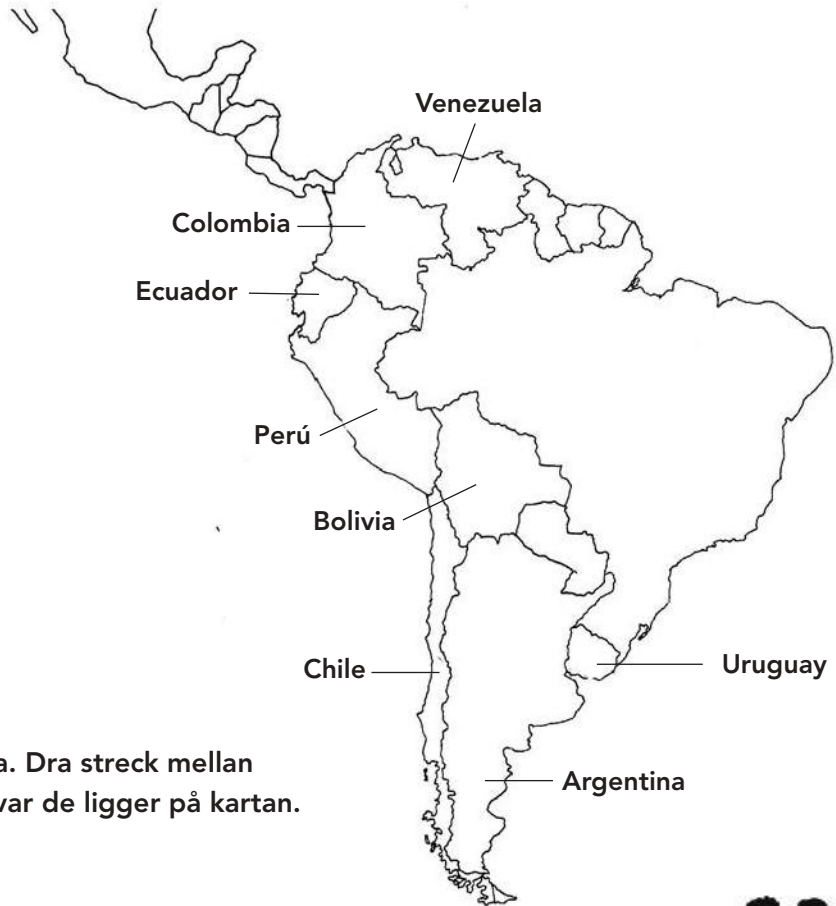 Venezuela
Colombia
Ecuador
Perú
Bolivia
Chile
Uruguay
Argentina
a. Dra streck mellan
var de ligger på kartan.